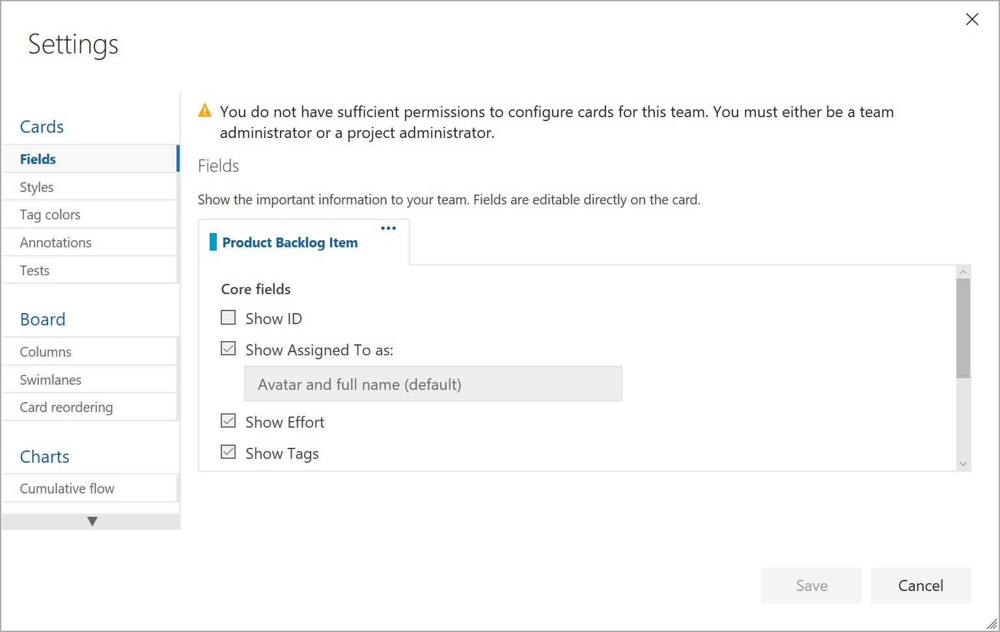 Settings
Cards
Fields
Styles
Tag colors
Annotations
Tests
Board
Columns
Swimlanes
Card reordering
Charts
Cumulative flow
You do not have sufficient permissions to configure cards for this team. You must either be a team
administrator or a project administrator.
Fields
Show the important information to your team. Fields are editable directly on the card.
Product Backlog Item
Core fields
Show ID
Show Assigned To as:
Avatar and full name (default)
Show Effort
Show Tags
Save
Cancel